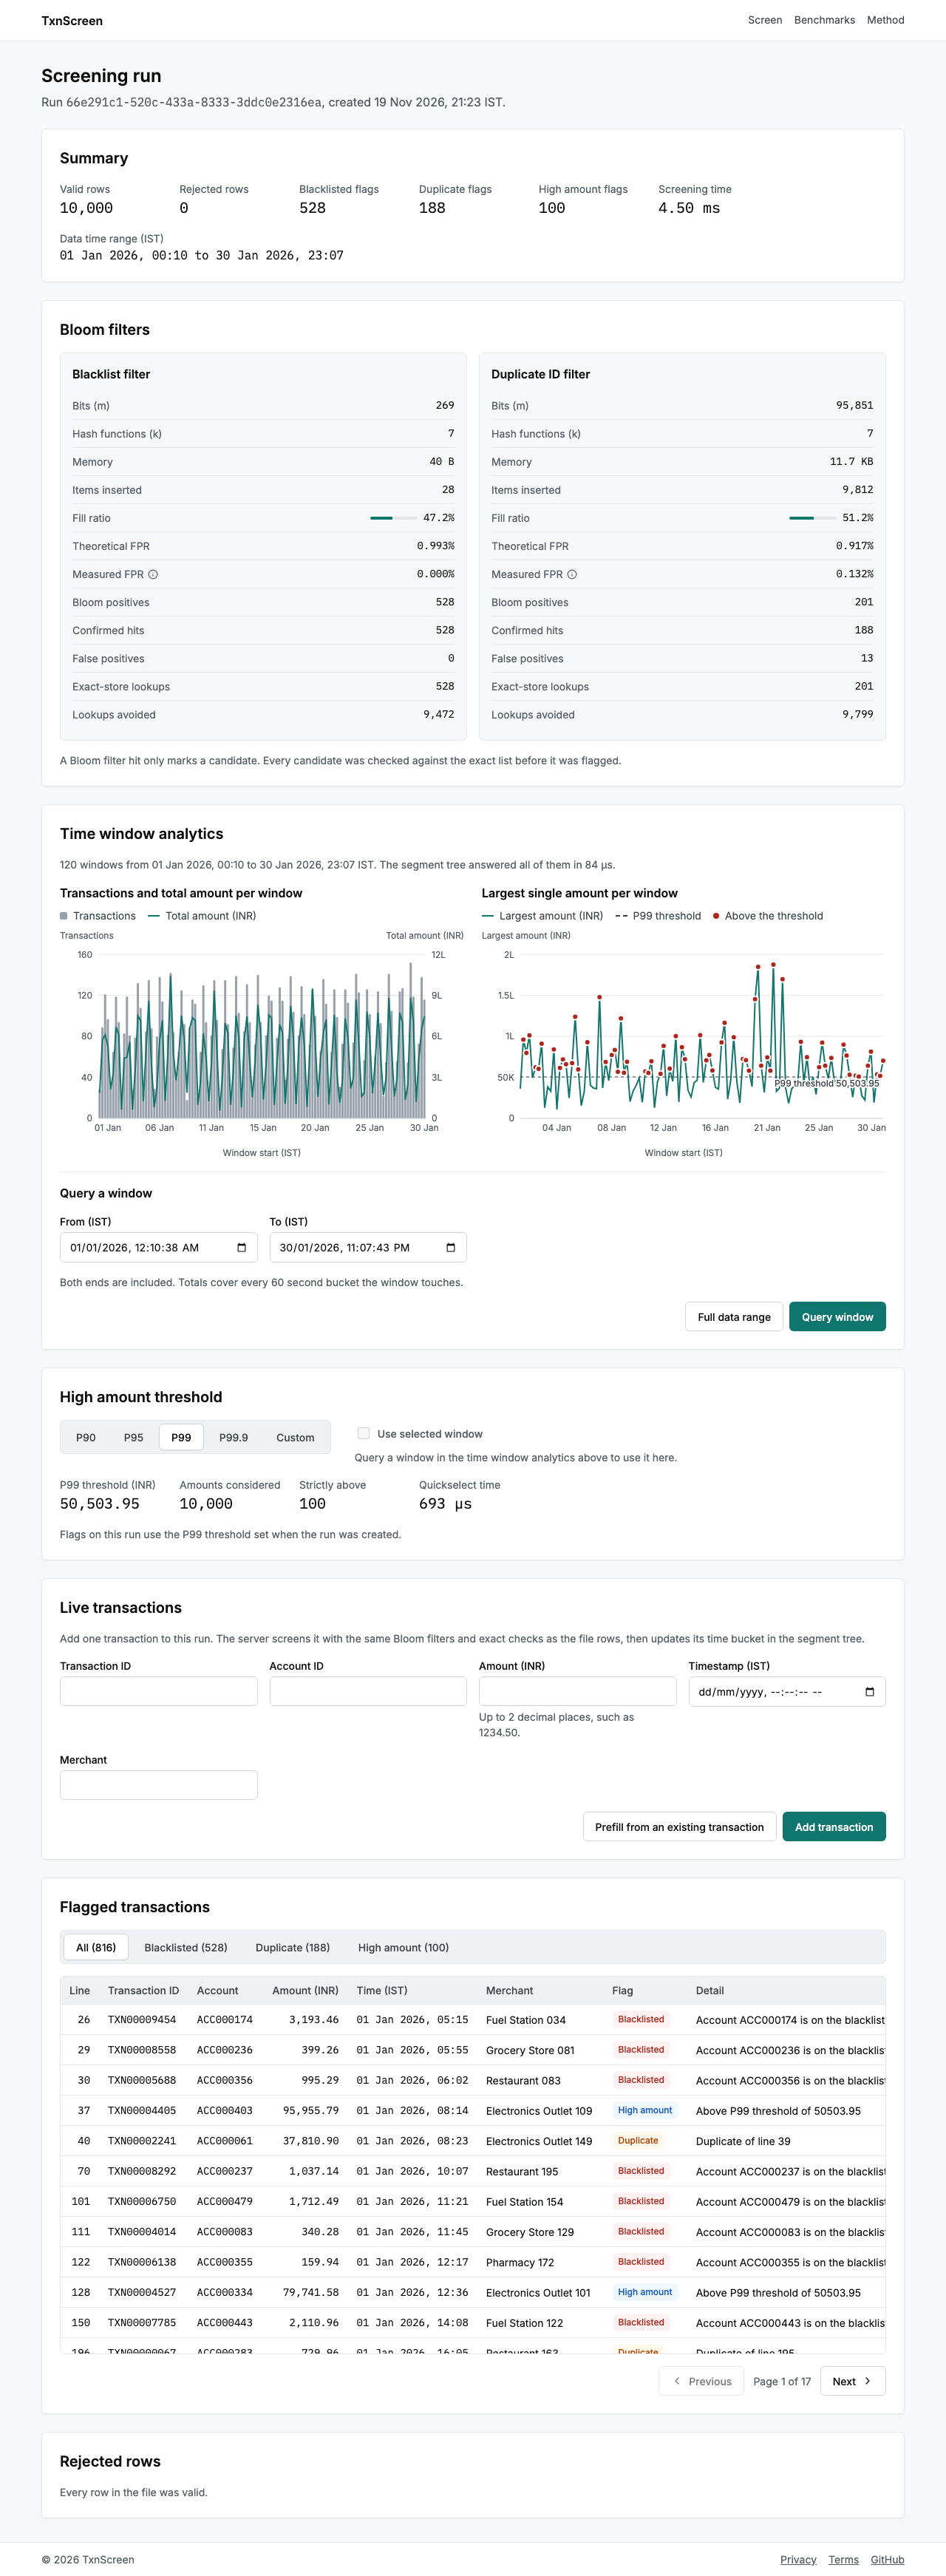 TxnScreen
Screen Benchmarks Method
Screening run
Run 66e291c1-520c-433a-8333-3ddc0e2316ea, created 19 Nov 2026, 21:23 IST.
Summary
Valid rows Rejected rows Blacklisted flags Duplicate flags High amount flags Screening time
10,000 0 528 188 100 4.50 ms
Data time range (IST)
01 Jan 2026, 00:10 to 30 Jan 2026, 23:07
Bloom filters
Blacklist filter
Bits (m) 269
Hash functions (k) 7
Memory 40 B
Items inserted 28
Fill ratio 47.2%
Theoretical FPR 0.993%
Measured FPR 0.000%
Bloom positives 528
Confirmed hits 528
False positives 0
Exact-store lookups 528
Lookups avoided 9,472
Duplicate ID filter
Bits (m) 95,851
Hash functions (k) 7
Memory 11.7 KB
Items inserted 9,812
Fill ratio 51.2%
Theoretical FPR 0.917%
Measured FPR 0.132%
Bloom positives 201
Confirmed hits 188
False positives 13
Exact-store lookups 201
Lookups avoided 9,799
A Bloom filter hit only marks a candidate. Every candidate was checked against the exact list before it was flagged.
Time window analytics
120 windows from 01 Jan 2026, 00:10 to 30 Jan 2026, 23:07 IST. The segment tree answered all of them in 84 µs.
Transactions and total amount per window
Transactions Total amount (INR)
Transactions Total amount (INR)
160 12L
120 9L
80 6L
40 3L
0 0
01 Jan 06 Jan 11 Jan 15 Jan 20 Jan 25 Jan 30 Jan
Window start (IST)
Largest single amount per window
Largest amount (INR) P99 threshold Above the threshold
Largest amount (INR)
2L
1.5L
1L
50K
0
P99 threshold 50,503.95
04 Jan 08 Jan 12 Jan 16 Jan 21 Jan 25 Jan 30 Jan
Window start (IST)
Query a window
From (IST) To (IST)
01/01/2026, 12:10:38 AM 30/01/2026, 11:07:43 PM
Both ends are included. Totals cover every 60 second bucket the window touches.
Full data range Query window
High amount threshold
P90 P95 P99 P99.9 Custom
Use selected window
Query a window in the time window analytics above to use it here.
P99 threshold (INR) Amounts considered Strictly above Quickselect time
50,503.95 10,000 100 693 µs
Flags on this run use the P99 threshold set when the run was created.
Live transactions
Add one transaction to this run. The server screens it with the same Bloom filters and exact checks as the file rows, then updates its time bucket in the segment tree.
Transaction ID Account ID Amount (INR) Timestamp (IST)
dd/mm/yyyy, --:--:-- --
Up to 2 decimal places, such as
1234.50.
Merchant
Prefill from an existing transaction Add transaction
Flagged transactions
All (816) Blacklisted (528) Duplicate (188) High amount (100)
Line Transaction ID Account Amount (INR) Time (IST) Merchant Flag Detail
26 TXN00009454 ACC000174 3,193.46 01 Jan 2026, 05:15 Fuel Station 034 Blacklisted Account ACC000174 is on the blacklist
29 TXN00008558 ACC000236 399.26 01 Jan 2026, 05:55 Grocery Store 081 Blacklisted Account ACC000236 is on the blacklist
30 TXN00005688 ACC000356 995.29 01 Jan 2026, 06:02 Restaurant 083 Blacklisted Account ACC000356 is on the blacklist
37 TXN00004405 ACC000403 95,955.79 01 Jan 2026, 08:14 Electronics Outlet 109 High amount Above P99 threshold of 50503.95
40 TXN00002241 ACC000061 37,810.90 01 Jan 2026, 08:23 Electronics Outlet 149 Duplicate Duplicate of line 39
70 TXN00008292 ACC000237 1,037.14 01 Jan 2026, 10:07 Restaurant 195 Blacklisted Account ACC000237 is on the blacklist
101 TXN00006750 ACC000479 1,712.49 01 Jan 2026, 11:21 Fuel Station 154 Blacklisted Account ACC000479 is on the blacklist
111 TXN00004014 ACC000083 340.28 01 Jan 2026, 11:45 Grocery Store 129 Blacklisted Account ACC000083 is on the blacklist
122 TXN00006138 ACC000355 159.94 01 Jan 2026, 12:17 Pharmacy 172 Blacklisted Account ACC000355 is on the blacklist
128 TXN00004527 ACC000334 79,741.58 01 Jan 2026, 12:36 Electronics Outlet 101 High amount Above P99 threshold of 50503.95
150 TXN00007785 ACC000443 2,110.96 01 Jan 2026, 14:08 Fuel Station 122 Blacklisted Account ACC000443 is on the blacklist
Duplicate Duplicate of line 195
Previous Page 1 of 17 Next
Rejected rows
Every row in the file was valid.
© 2026 TxnScreen
Privacy Terms GitHub